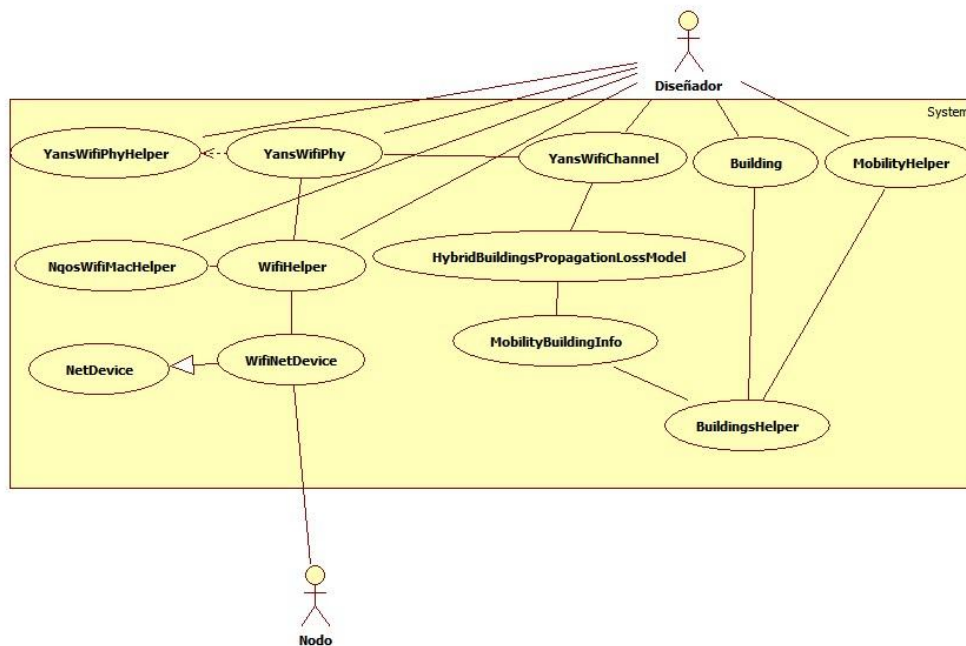 Diseñador
System
YansWifiPhyHelper
YansWifiPhy
YansWifiChannel
Building
MobilityHelper
NqosWifiMacHelper
WifiHelper
HybridBuildingsPropagationLossModel
MobilityBuildingInfo
NetDevice
WifiNetDevice
BuildingsHelper
Nodo